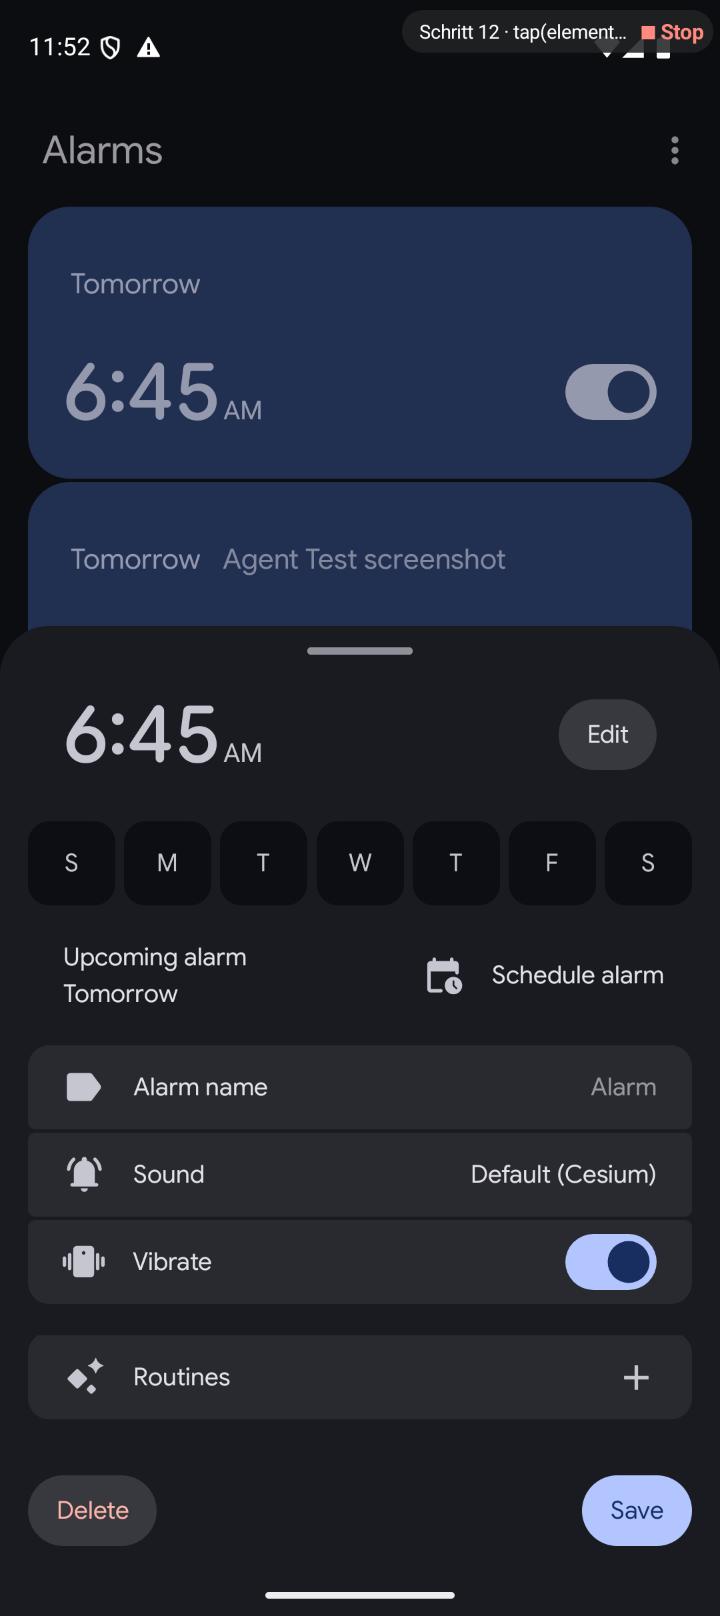 11:52
Schritt 12 · tap(element... Stop
Alarms
Tomorrow
6:45 AM
Tomorrow Agent Test screenshot
6:45 AM
Edit
S M T W T F S
Upcoming alarm
Tomorrow
Schedule alarm
Alarm name Alarm
Sound Default (Cesium)
Vibrate
Routines
Delete Save